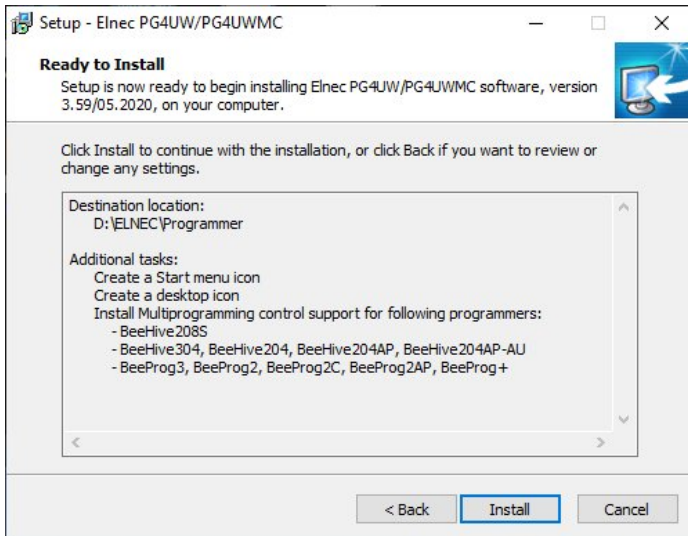 Setup - Elnec PG4UW/PG4UWMC
Ready to Install
Setup is now ready to begin installing Elnec PG4UW/PG4UWMC software, version
3.59/05.2020, on your computer.
Click Install to continue with the installation, or click Back if you want to review or
change any settings.
Destination location:
D:\ELNEC\Programmer
Additional tasks:
Create a Start menu icon
Create a desktop icon
Install Multiprogramming control support for following programmers:
- BeeHive208S
- BeeHive304, BeeHive204, BeeHive204AP, BeeHive204AP-AU
- BeeProg3, BeeProg2, BeeProg2C, BeeProg2AP, BeeProg+
< Back
Install
Cancel